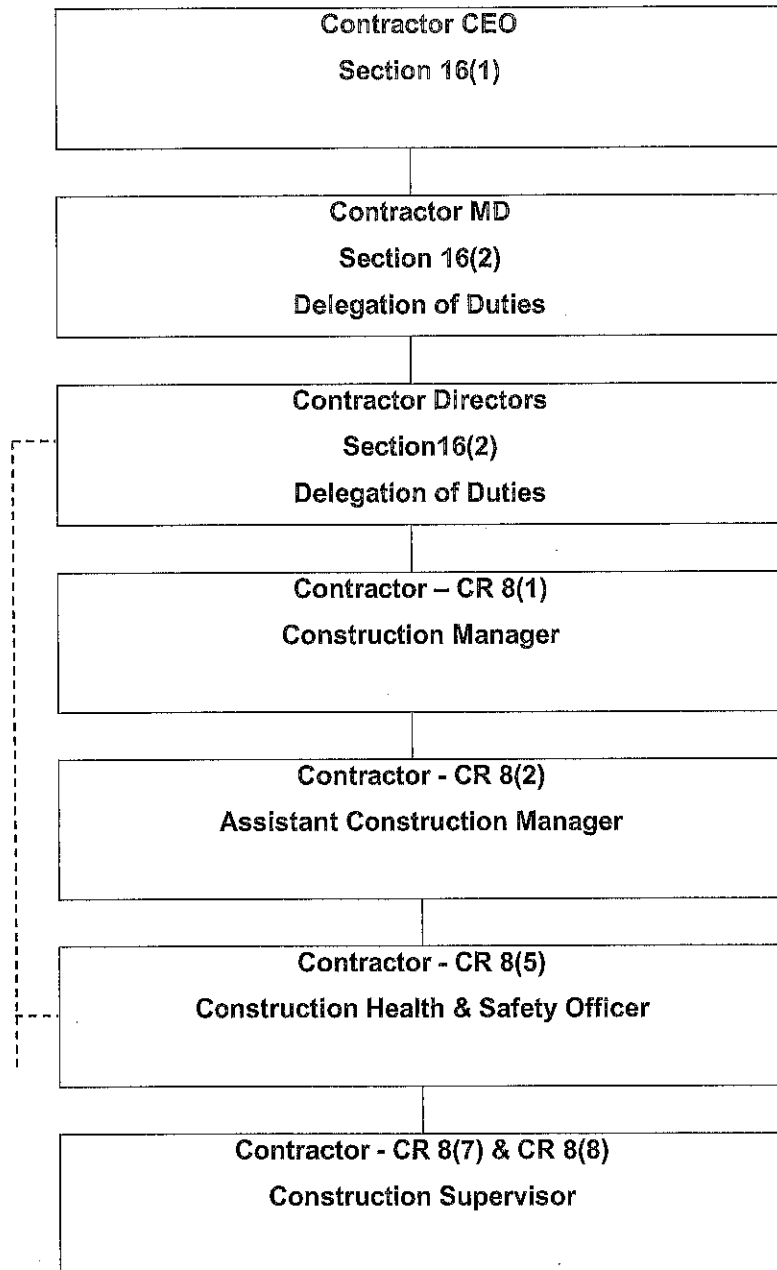 Contractor CEO
Section 16(1)
Contractor MD
Section 16(2)
Delegation of Duties
Contractor Directors
Section16(2)
Delegation of Duties
Contractor – CR 8(1)
Construction Manager
Contractor - CR 8(2)
Assistant Construction Manager
Contractor - CR 8(5)
Construction Health & Safety Officer
Contractor - CR 8(7) & CR 8(8)
Construction Supervisor